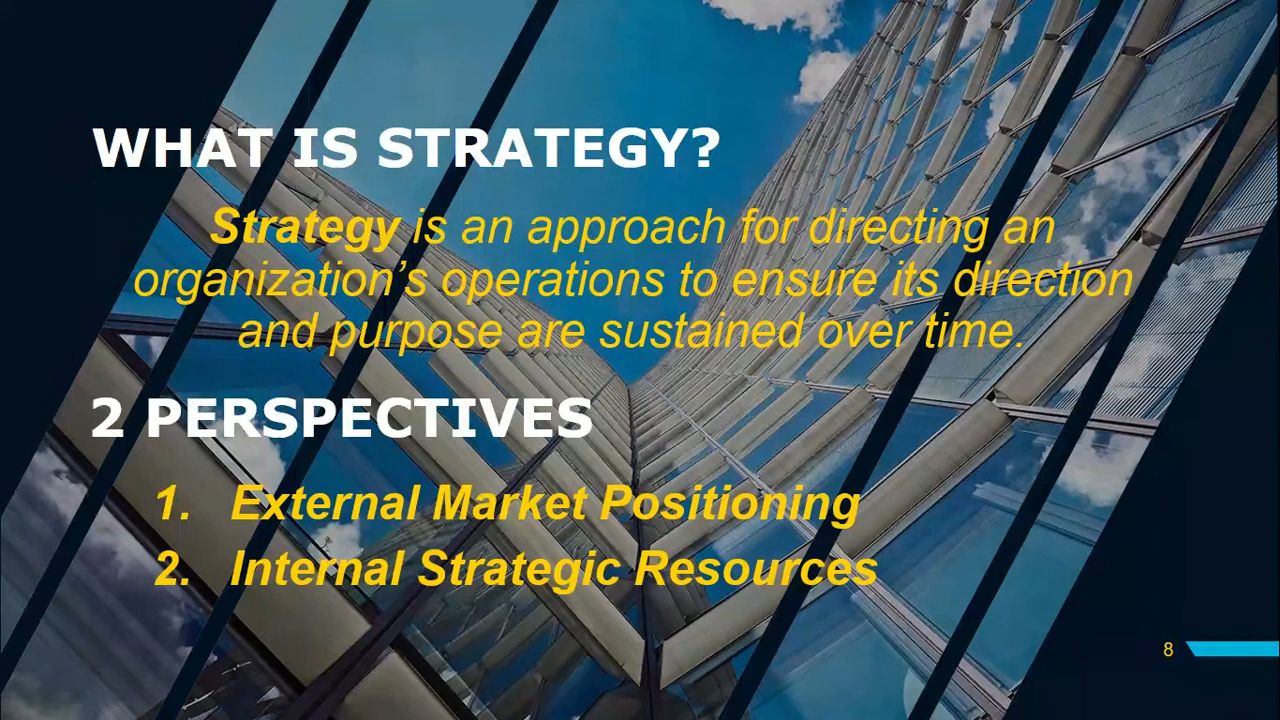 WHAT IS STRATEGY?
Strategy is an approach for directing an
organization’s operations to ensure its direction
and purpose are sustained over time.
2 PERSPECTIVES
1. External Market Positioning
2. Internal Strategic Resources
8